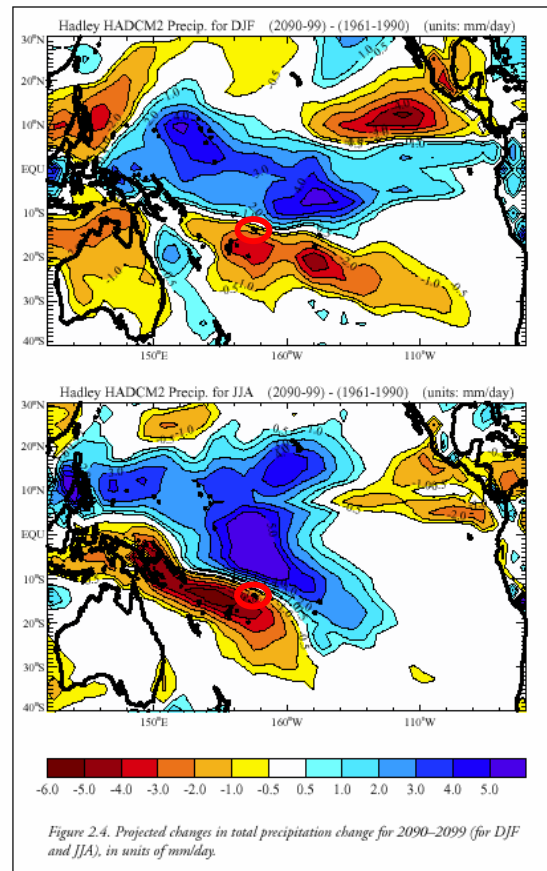 Hadley HADCM2 Precip. for DJF (2090-99) - (1961-1990) (units: mm/day)
30°N
20°N
10°N
EQU
10°S
20°S
30°S
40°S
150°E 160°W 110°W
Hadley HADCM2 Precip. for JJA (2090-99) - (1961-1990) (units: mm/day)
30°N
20°N
10°N
EQU
10°S
20°S
30°S
40°S
150°E 160°W 110°W
-6.0 -5.0 -4.0 -3.0 -2.0 -1.0 -0.5 0.5 1.0 2.0 3.0 4.0 5.0
Figure 2.4. Projected changes in total precipitation change for 2090–2099 (for DJF
and JJA), in units of mm/day.